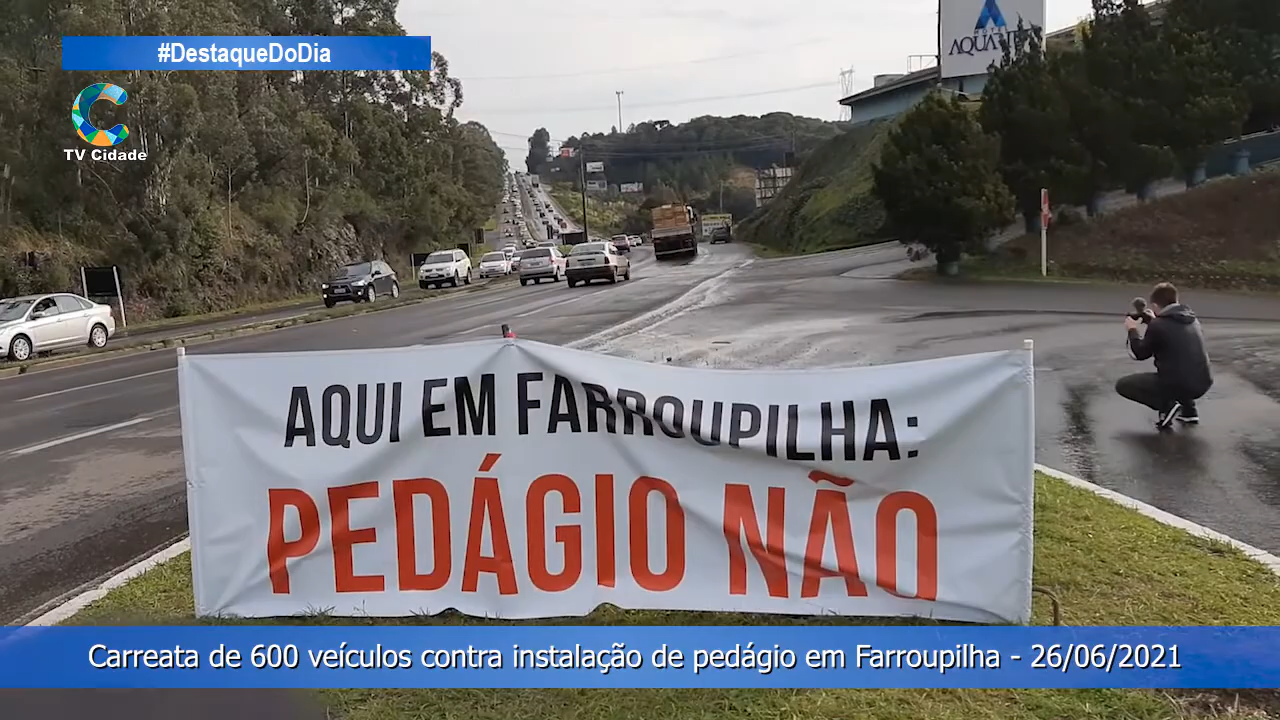 #DestaqueDoDia
TV Cidade
AQUI EM FARROUPILHA:
PEDÁGIO NÃO
Carreata de 600 veículos contra instalação de pedágio em Farroupilha - 26/06/2021